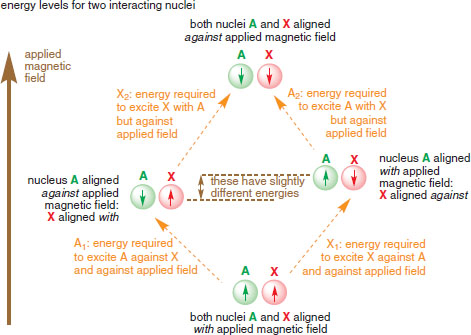 energy levels for two interacting nuclei
both nuclei A and X aligned
against applied magnetic field
applied
magnetic
field
A X
X2: energy required
to excite X with A
but against
applied field
A2: energy required
to excite A with X
but against
applied field
nucleus A aligned
against applied
magnetic field:
X aligned with
A X
these have slightly
different energies
A X
nucleus A aligned
with applied
magnetic field:
X aligned against
A1: energy required
to excite A against X
and against applied field
X1: energy required
to excite X against A
and against applied field
A X
both nuclei A and X aligned
with applied magnetic field